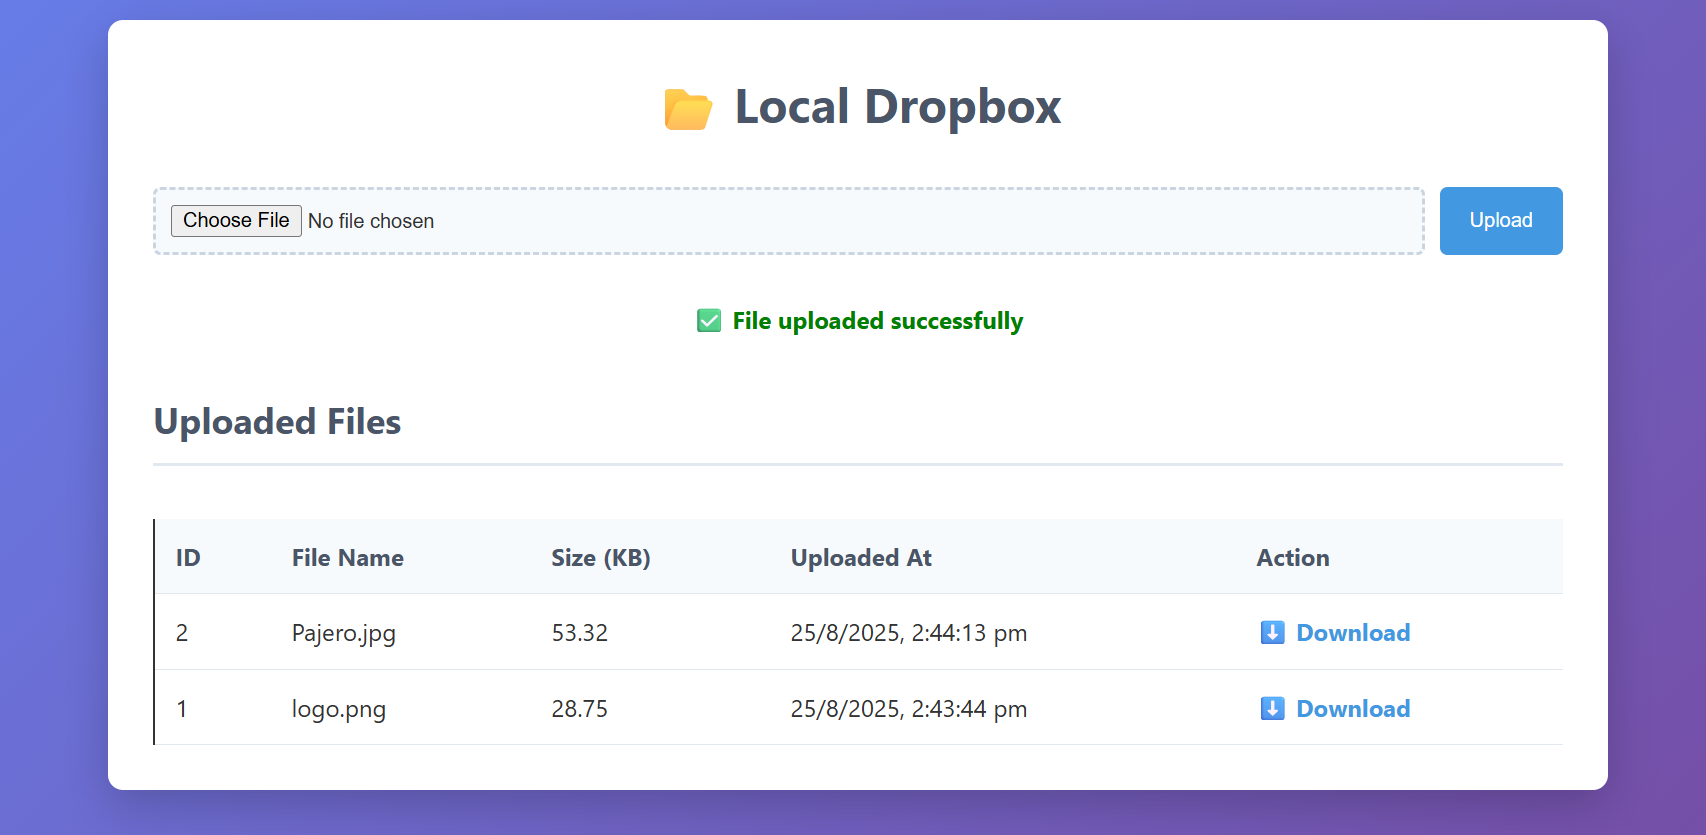 Local Dropbox
Choose File No file chosen
Upload
File uploaded successfully
Uploaded Files
ID File Name Size (KB) Uploaded At Action
2 Pajero.jpg 53.32 25/8/2025, 2:44:13 pm Download
1 logo.png 28.75 25/8/2025, 2:43:44 pm Download